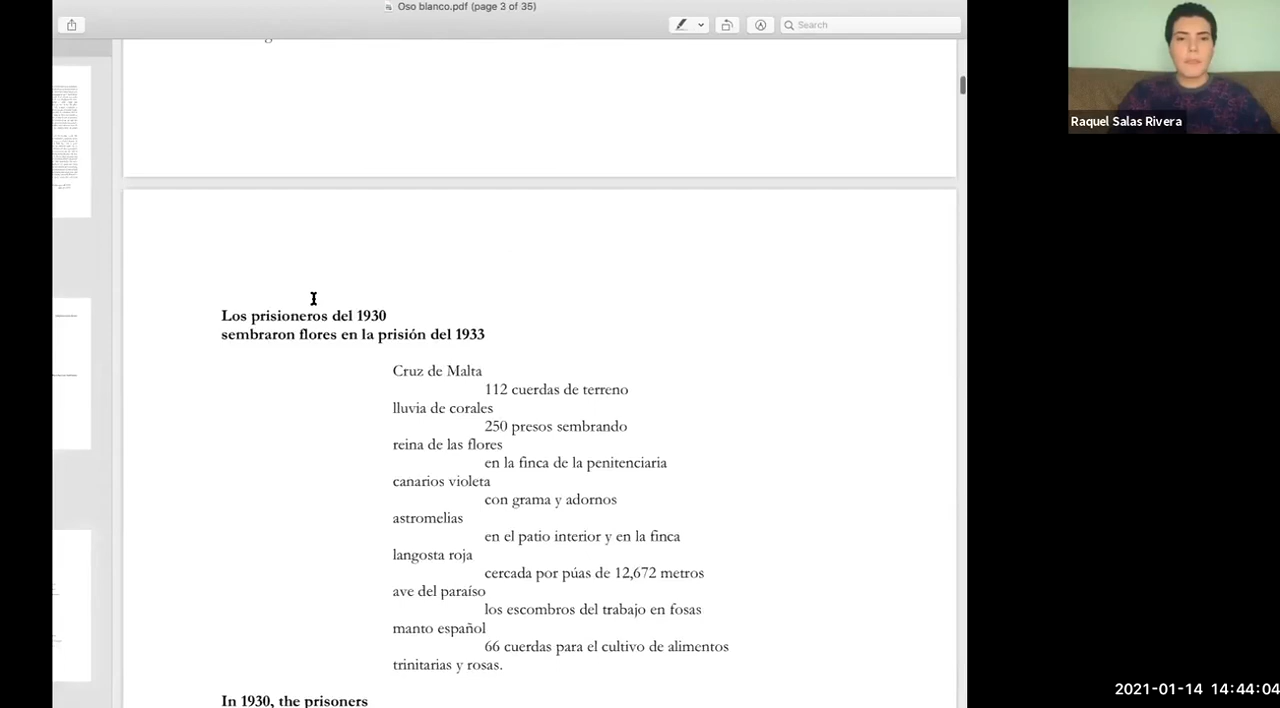 Oso blanco.pdf (page 3 of 35)
Search
Raquel Salas Rivera
Los prisioneros del 1930
sembraron flores en la prisión del 1933
Cruz de Malta
112 cuerdas de terreno
lluvia de corales
250 presos sembrando
reina de las flores
en la finca de la penitenciaria
canarios violeta
con grama y adornos
astromelias
en el patio interior y en la finca
langosta roja
cercada por púas de 12,672 metros
ave del paraíso
los escombros del trabajo en fosas
manto español
66 cuerdas para el cultivo de alimentos
trinitarias y rosas.
In 1930, the prisoners
2021-01-14 14:44:04